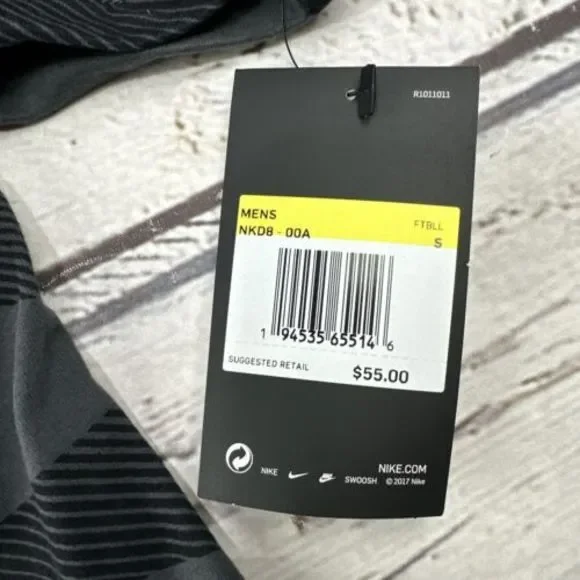 R1011011
MENS
FTBLL
NKD8 - 00A
S
1 94535 65514 6
SUGGESTED RETAIL
$55.00
NIKE
SWOOSH
NIKE.COM
© 2017 Nike